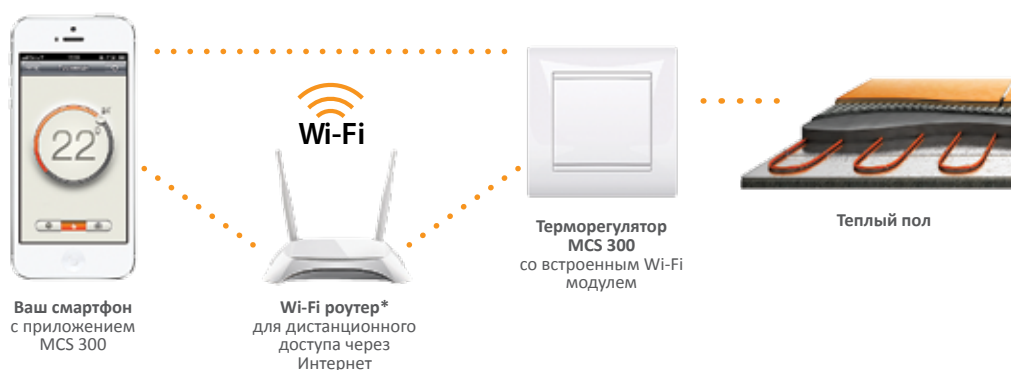 22°
Wi-Fi
Ваш смартфон
с приложением
MCS 300
Wi-Fi роутер*
для дистанционного
доступа через
Интернет
Терморегулятор
MCS 300
со встроенным Wi-Fi
модулем
Теплый пол